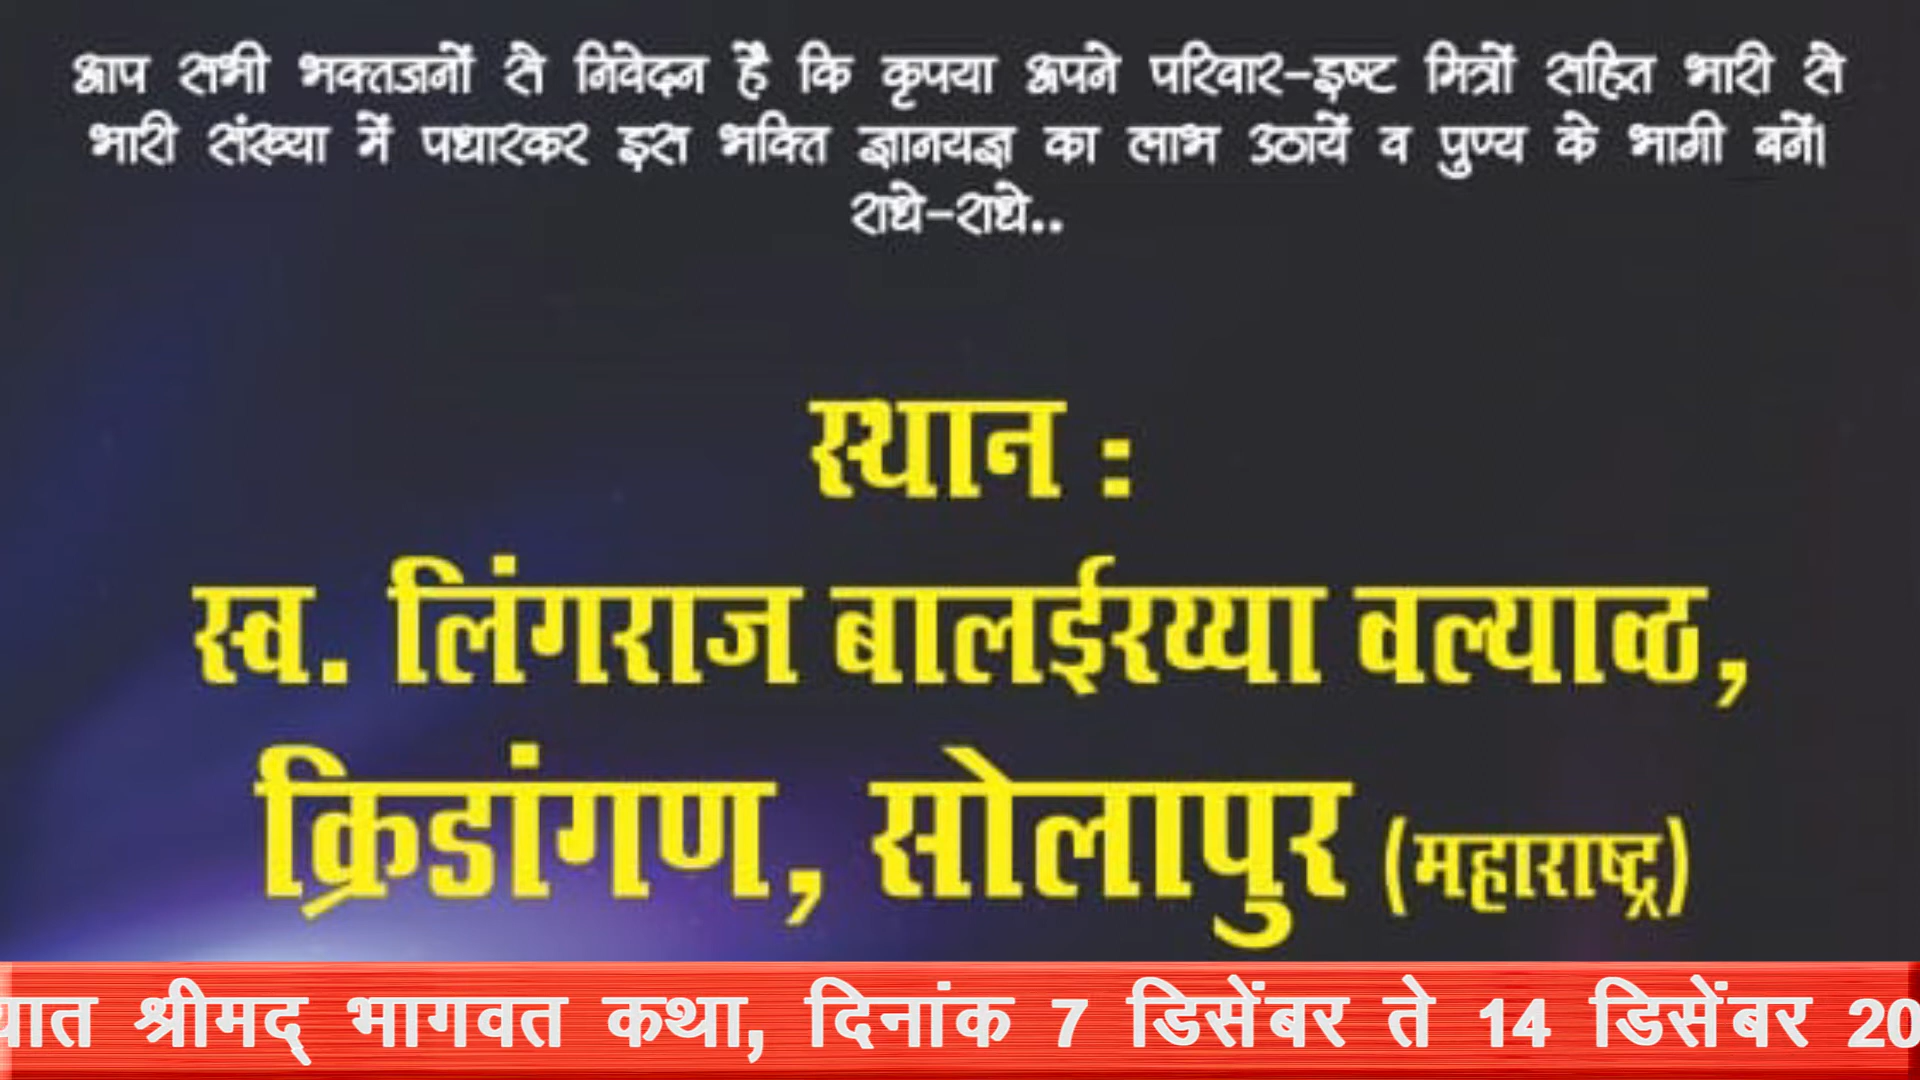 आप सभी भक्तजनों से निवेदन है कि कृपया अपने परिवार-इष्ट मित्रों सहित भारी से
भारी संख्या में पधारकर इस भक्ति ज्ञानयज्ञ का लाभ उठायें व पुण्य के भागी बनें।
राधे-राधे..
स्थान :
स्व. लिंगराज बालईरय्या वल्याळ,
क्रिडांगण, सोलापुर (महाराष्ट्र)
श्रीमद् भागवत कथा, दिनांक 7 डिसेंबर ते 14 डिसेंबर 20